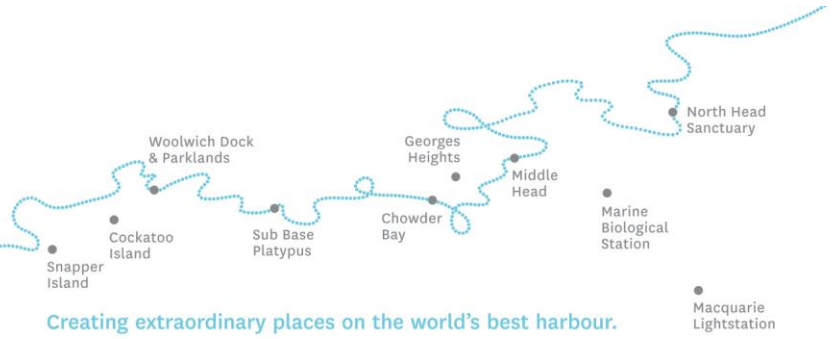 North Head
Sanctuary
Woolwich Dock
& Parklands
Georges
Heights
Middle
Head
Marine
Biological
Station
Chowder
Bay
Sub Base
Platypus
Cockatoo
Island
Snapper
Island
Macquarie
Lightstation
Creating extraordinary places on the world's best harbour.